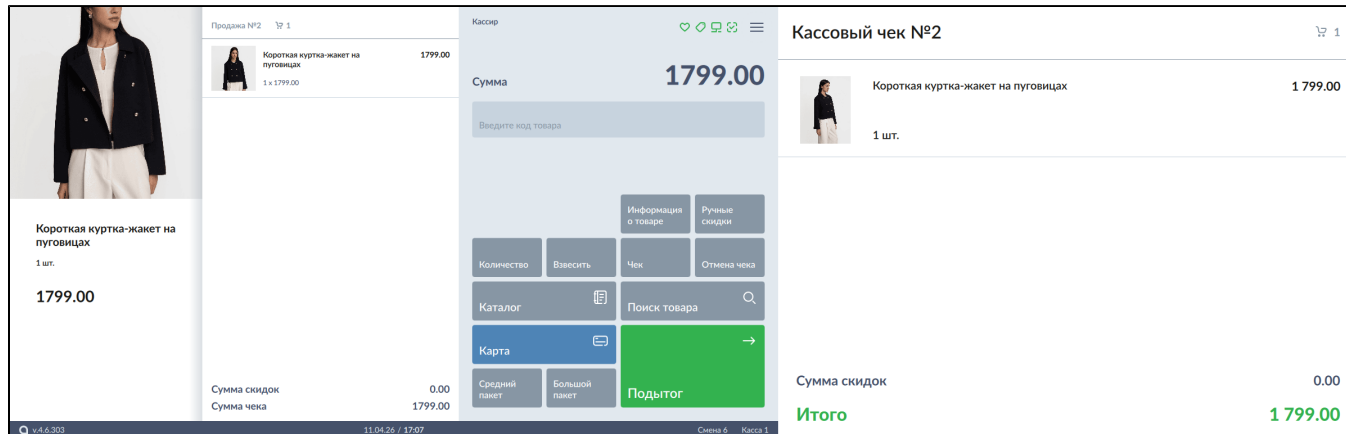 Короткая куртка-жакет на
пуговицах
1 шт.
1799.00
Продажа №2 1
Короткая куртка-жакет на
пуговицах
1799.00
1 x 1799.00
Сумма скидок 0.00
Сумма чека 1799.00
Кассир
Сумма 1799.00
Введите код товара
Информация
о товаре
Ручные
скидки
Количество
Взвесить
Чек
Отмена чека
Каталог
Поиск товара
Карта
Средний
пакет
Большой
пакет
Подытог
v.4.6.303 11.04.26 / 17:07 Смена 6 Касса 1
Кассовый чек №2 1
Короткая куртка-жакет на пуговицах 1 799.00
1 шт.
Сумма скидок 0.00
Итого 1 799.00